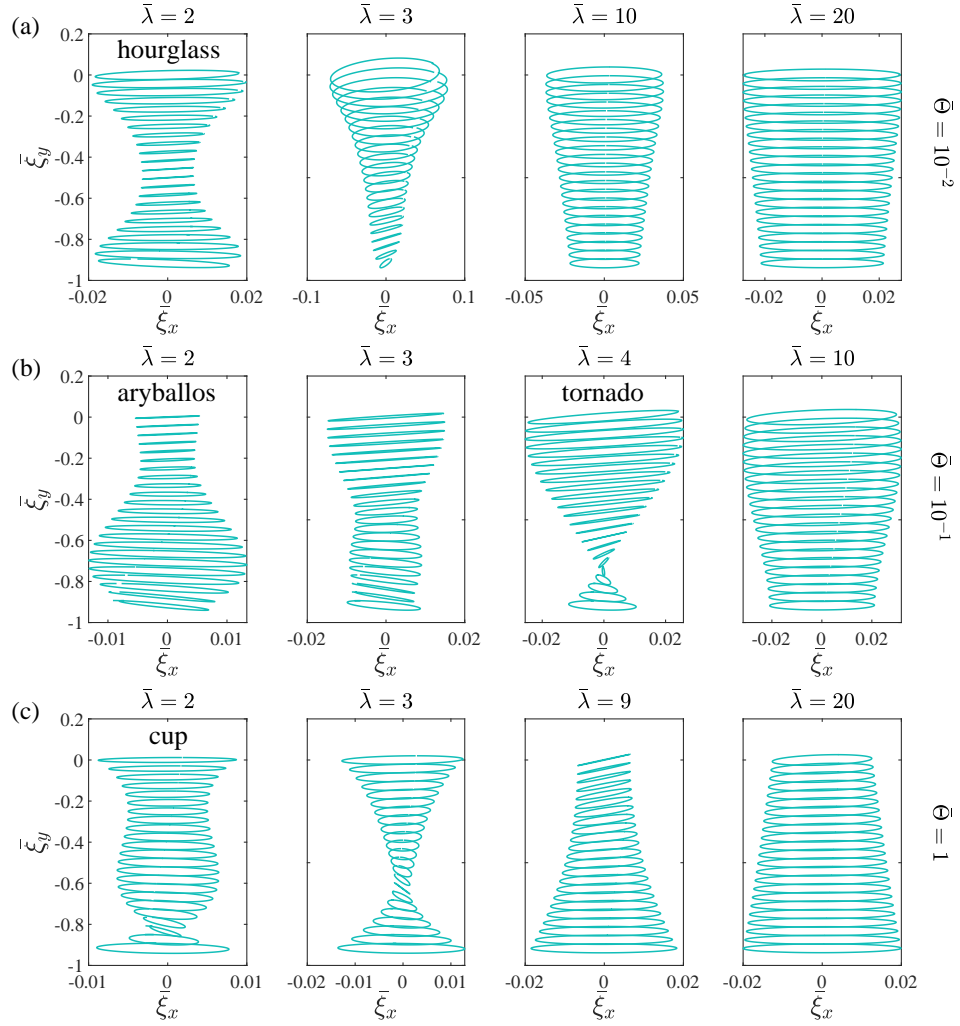 (a)
λ̄ = 2
λ̄ = 3
λ̄ = 10
λ̄ = 20
hourglass
0.2
0
-0.2
-0.4
-0.6
-0.8
-1
ξ̄y
-0.02 0 0.02
-0.1 0 0.1
-0.05 0 0.05
-0.02 0 0.02
ξ̄x ξ̄x ξ̄x ξ̄x
Θ̄ = 10⁻²
(b)
λ̄ = 2
λ̄ = 3
λ̄ = 4
λ̄ = 10
aryballos
tornado
0.2
0
-0.2
-0.4
-0.6
-0.8
-1
ξ̄y
-0.01 0 0.01
-0.02 0 0.02
-0.02 0 0.02
-0.02 0 0.02
ξ̄x ξ̄x ξ̄x ξ̄x
Θ̄ = 10⁻¹
(c)
λ̄ = 2
λ̄ = 3
λ̄ = 9
λ̄ = 20
cup
0.2
0
-0.2
-0.4
-0.6
-0.8
-1
ξ̄y
-0.01 0 0.01
-0.01 -0.01 0 0.01
-0.02 0 0.02
-0.02 0 0.02
ξ̄x ξ̄x ξ̄x ξ̄x
Θ̄ = 1